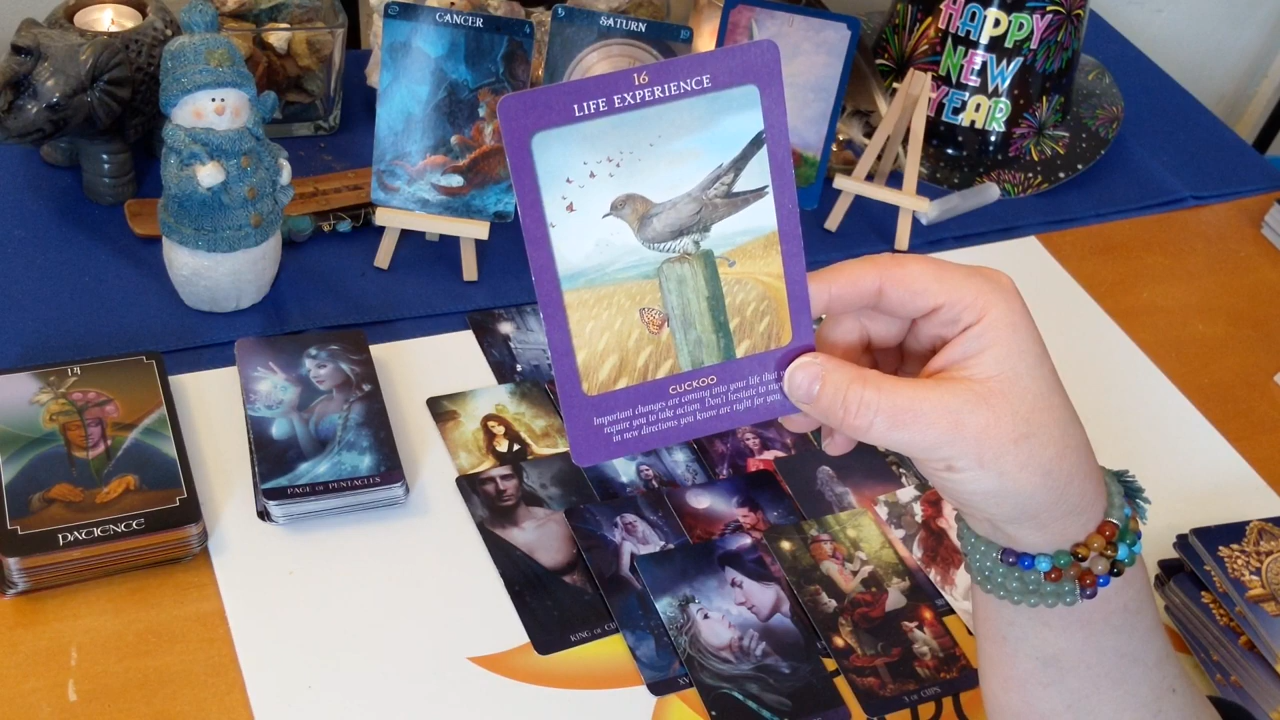 CANCER
4
SATURN
19
HAPPY
NEW
YEAR
16
LIFE EXPERIENCE
CUCKOO
Important changes are coming into your life that
require you to take action. Don't hesitate to
in new directions you know are right for you
14
PATIENCE
PAGE OF PENTACLES
KING OF
3 OF CUPS